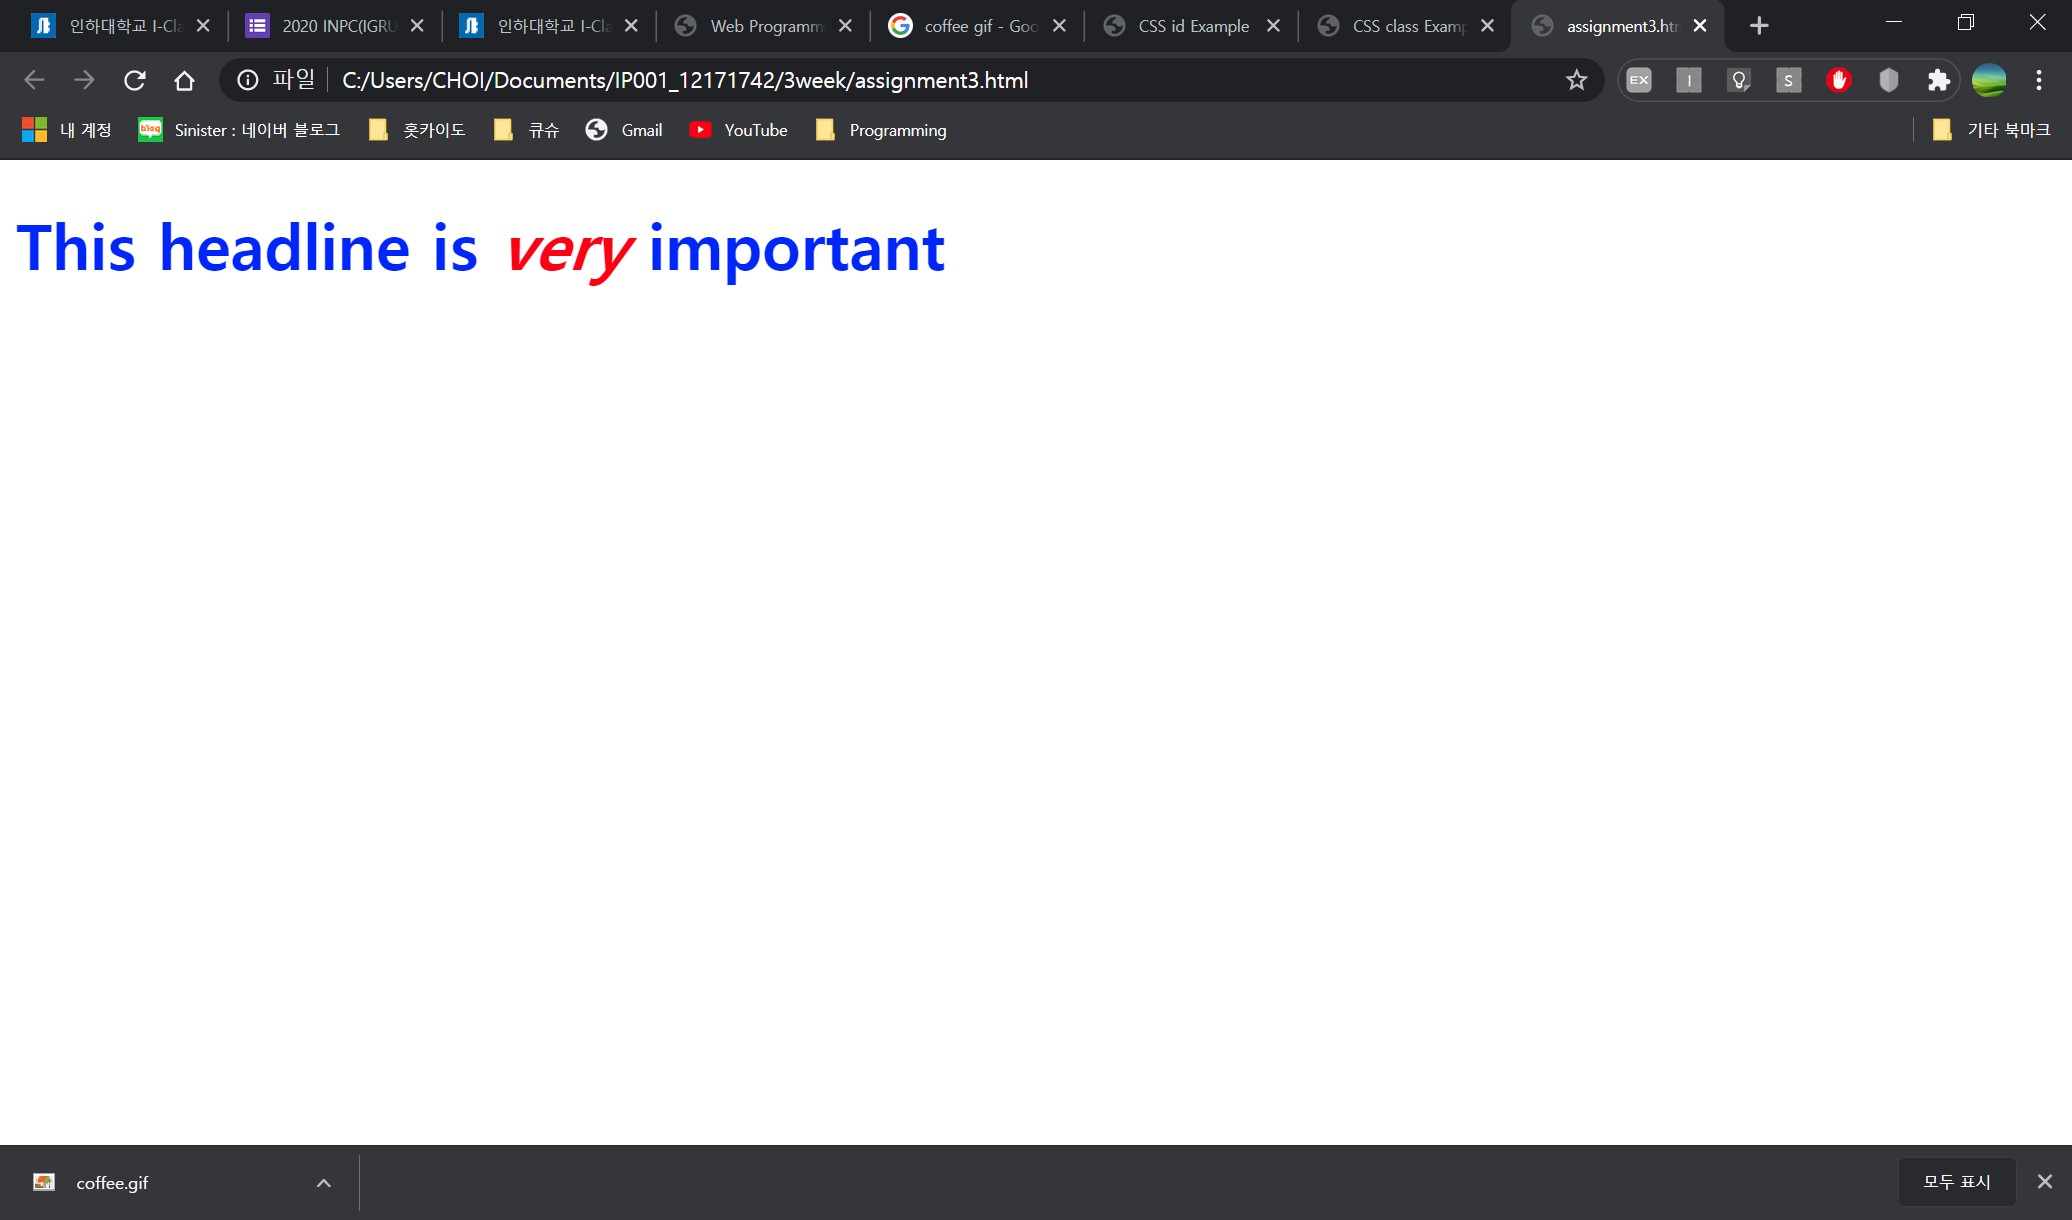 인하대학교 I-Cla
2020 INPC(IGRU
인하대학교 I-Cla
Web Programm
coffee gif - Goo
CSS id Example
CSS class Examp
assignment3.htm
파일 C:/Users/CHOI/Documents/IP001_12171742/3week/assignment3.html
EX
I
S
내 계정
blog
Sinister : 네이버 블로그
홋카이도
큐슈
Gmail
YouTube
Programming
기타 북마크
This headline is very important
coffee.gif
모두 표시